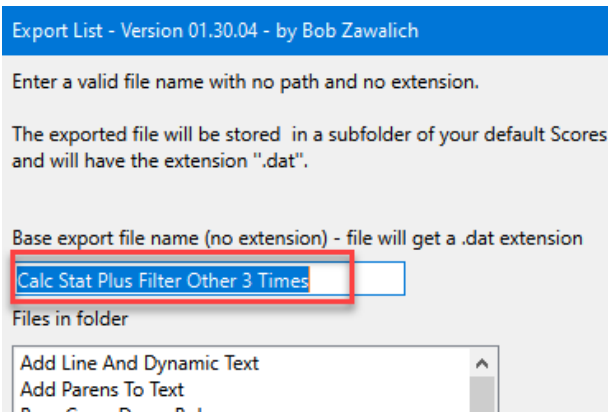 Export List - Version 01.30.04 - by Bob Zawalich
Enter a valid file name with no path and no extension.
The exported file will be stored in a subfolder of your default Scores
and will have the extension ".dat".
Base export file name (no extension) - file will get a .dat extension
Calc Stat Plus Filter Other 3 Times
Files in folder
Add Line And Dynamic Text
Add Parens To Text